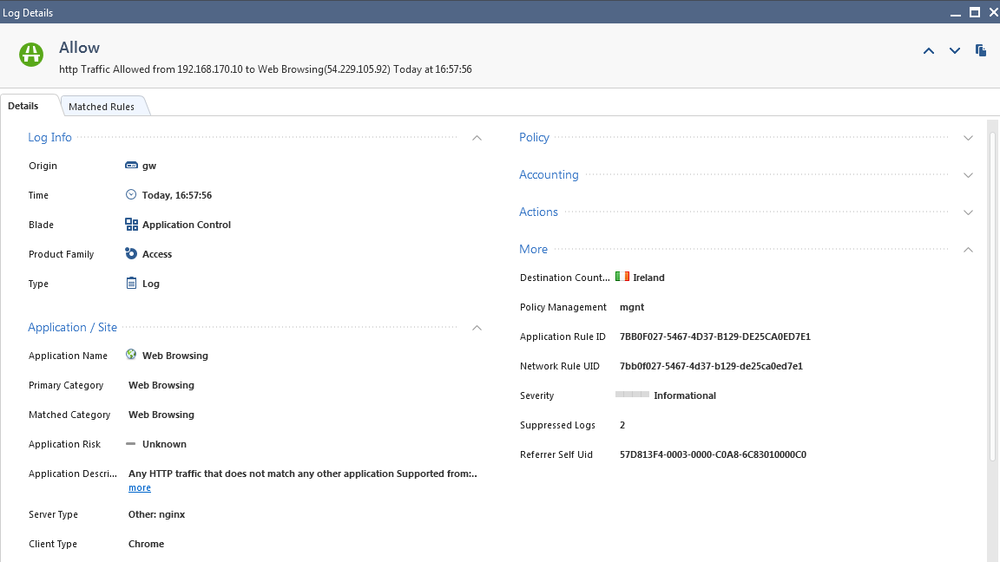 Log Details
Allow
http Traffic Allowed from 192.168.170.10 to Web Browsing(54.229.105.92) Today at 16:57:56
Details
Matched Rules
Log Info
Origin gw
Time Today, 16:57:56
Blade Application Control
Product Family Access
Type Log
Application / Site
Application Name Web Browsing
Primary Category Web Browsing
Matched Category Web Browsing
Application Risk Unknown
Application Descri... Any HTTP traffic that does not match any other application Supported from:..
more
Server Type Other: nginx
Client Type Chrome
Policy
Accounting
Actions
More
Destination Count... Ireland
Policy Management mgnt
Application Rule ID 7BB0F027-5467-4D37-B129-DE25CA0ED7E1
Network Rule UID 7bb0f027-5467-4d37-b129-de25ca0ed7e1
Severity Informational
Suppressed Logs 2
Referrer Self Uid 57D813F4-0003-0000-C0A8-6C83010000C0